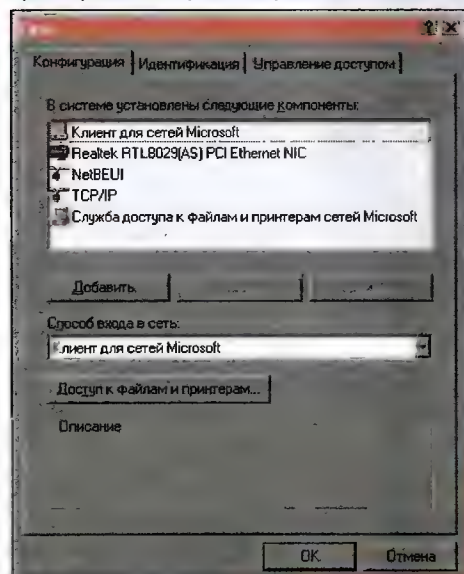 Конфигурация Идентификация Управление доступом
В системе установлены следующие компоненты:
Клиент для сетей Microsoft
Realtek RTL8029(AS) PCI Ethernet NIC
NetBEUI
TCP/IP
Служба доступа к файлам и принтерам сетей Microsoft
Добавить.
Способ входа в сеть:
Клиент для сетей Microsoft
Доступ к файлам и принтерам...
Описание
OK Отмена